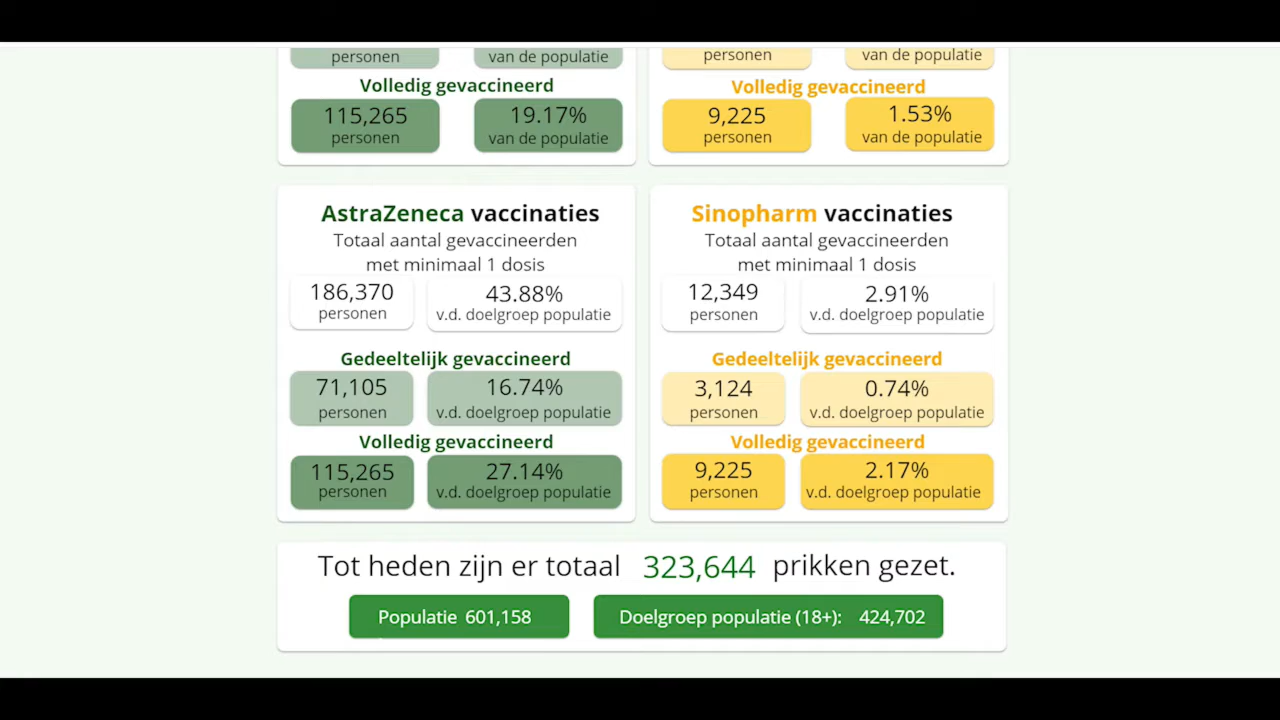 personen
van de populatie
Volledig gevaccineerd
115,265
personen
19.17%
van de populatie
personen
van de populatie
Volledig gevaccineerd
9,225
personen
1.53%
van de populatie
AstraZeneca vaccinaties
Totaal aantal gevaccineerden
met minimaal 1 dosis
186,370
personen
43.88%
v.d. doelgroep populatie
Gedeeltelijk gevaccineerd
71,105
personen
16.74%
v.d. doelgroep populatie
Volledig gevaccineerd
115,265
personen
27.14%
v.d. doelgroep populatie
Sinopharm vaccinaties
Totaal aantal gevaccineerden
met minimaal 1 dosis
12,349
personen
2.91%
v.d. doelgroep populatie
Gedeeltelijk gevaccineerd
3,124
personen
0.74%
v.d. doelgroep populatie
Volledig gevaccineerd
9,225
personen
2.17%
v.d. doelgroep populatie
Tot heden zijn er totaal 323,644 prikken gezet.
Populatie 601,158
Doelgroep populatie (18+): 424,702